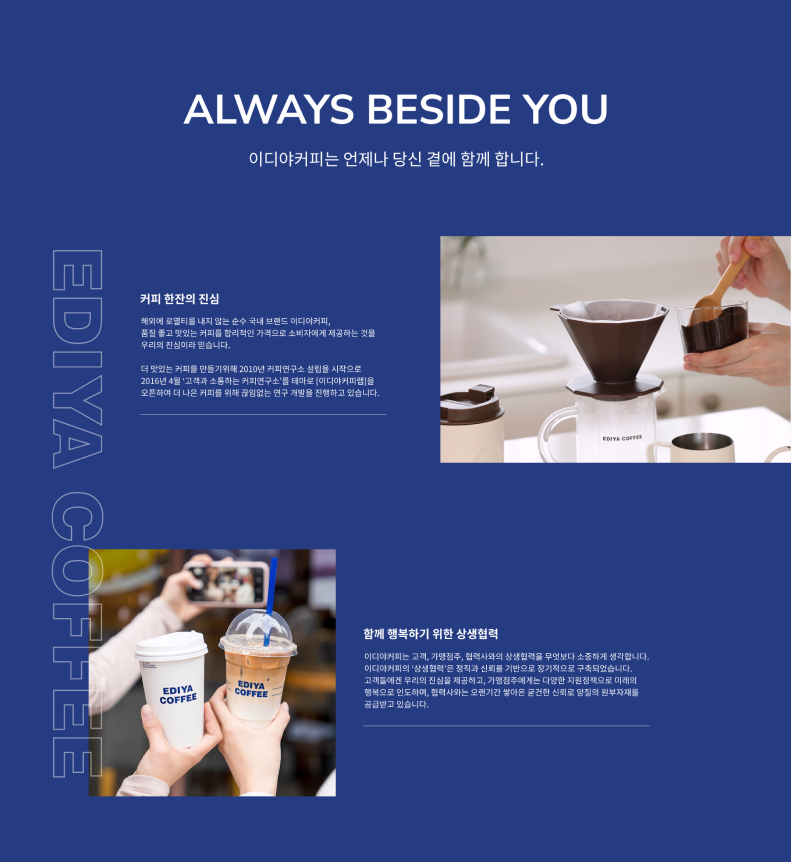 ALWAYS BESIDE YOU
이디야커피는 언제나 당신 곁에 함께 합니다.
EDIYA COFFEE
커피 한잔의 진심
해외에 로열티를 내지 않는 순수 국내 브랜드 이디야커피,
품질 좋고 맛있는 커피를 합리적인 가격으로 소비자에게 제공하는 것을
우리의 진심이라 믿습니다.
더 맛있는 커피를 만들기위해 2010년 커피연구소 설립을 시작으로
2016년 4월 ‘고객과 소통하는 커피연구소’를 테마로 [이디야커피랩]을
오픈하여 더 나은 커피를 위해 끊임없는 연구 개발을 진행하고 있습니다.
EDIYA COFFEE
EDIYA
COFFEE
EDIYA
COFFEE
함께 행복하기 위한 상생협력
이디야커피는 고객, 가맹점주, 협력사와의 상생협력을 무엇보다 소중하게 생각합니다.
이디야커피의 ‘상생협력’은 정직과 신뢰를 기반으로 장기적으로 구축되었습니다.
고객들에겐 우리의 진심을 제공하고, 가맹점주에게는 다양한 지원정책으로 미래의
행복으로 인도하며, 협력사와는 오랜기간 쌓아온 굳건한 신뢰로 양질의 원부자재를
공급받고 있습니다.